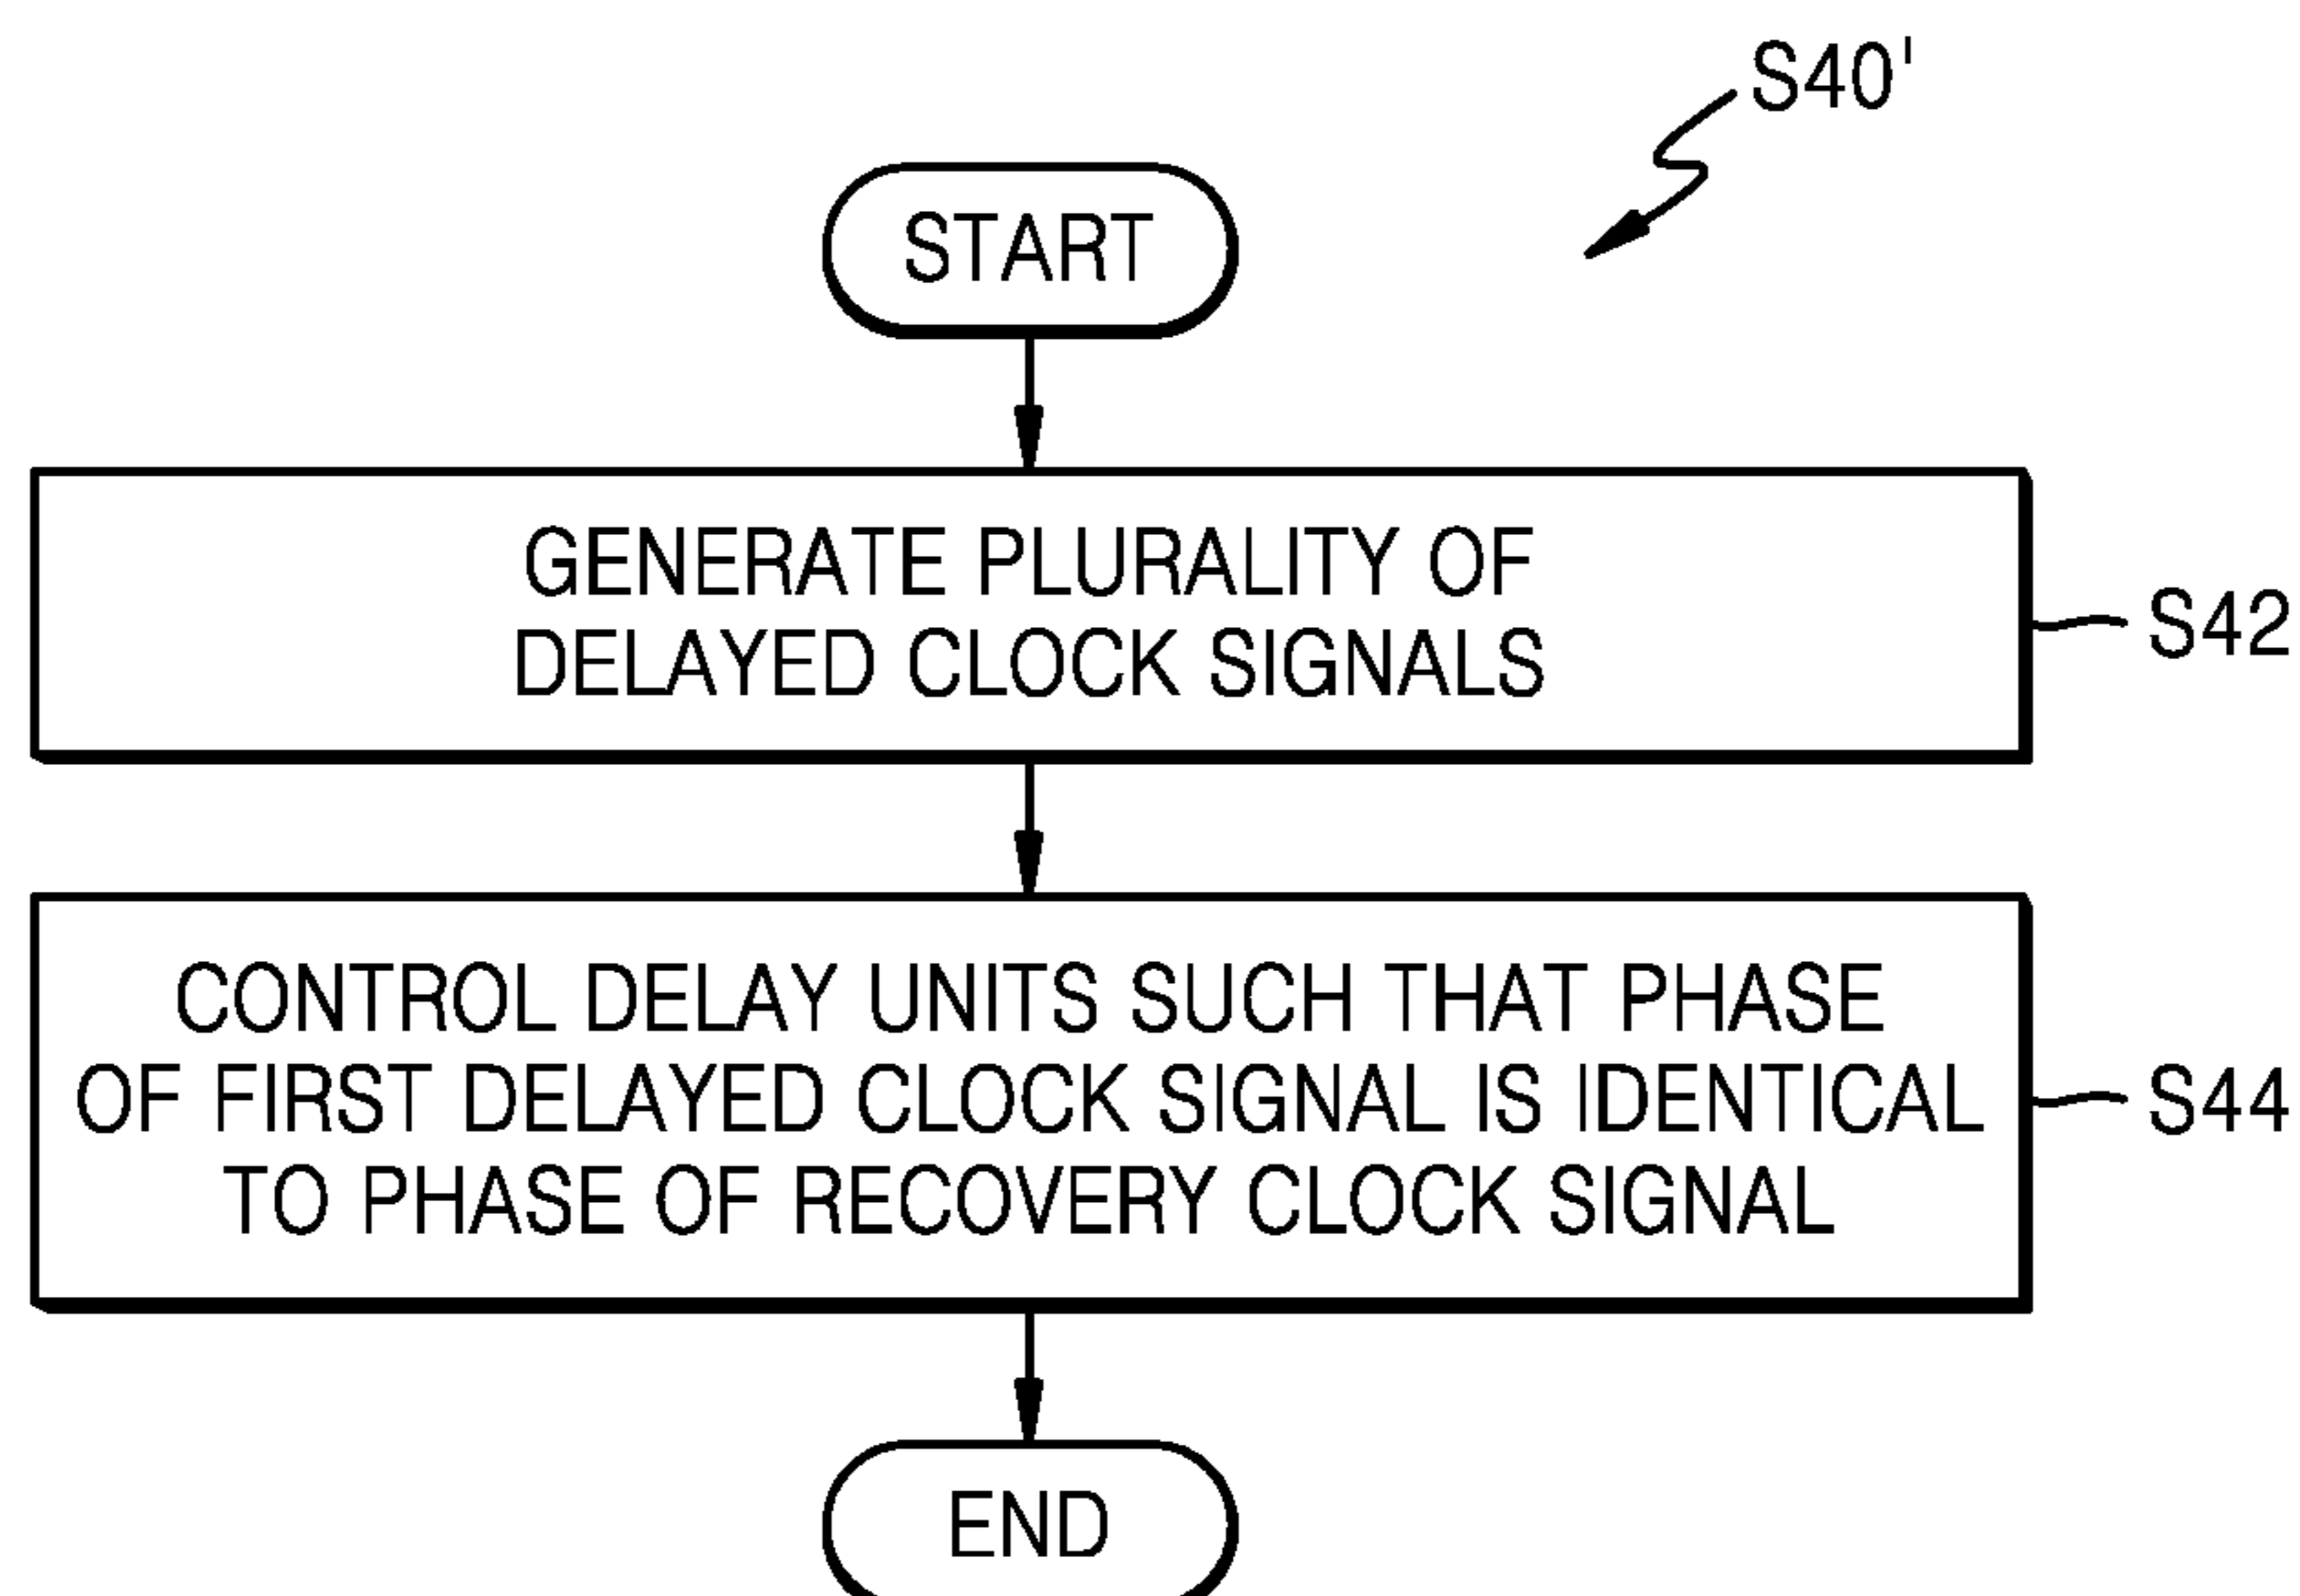 S40'
START
GENERATE PLURALITY OF
DELAYED CLOCK SIGNALS
S42
CONTROL DELAY UNITS SUCH THAT PHASE
OF FIRST DELAYED CLOCK SIGNAL IS IDENTICAL
TO PHASE OF RECOVERY CLOCK SIGNAL
S44
END